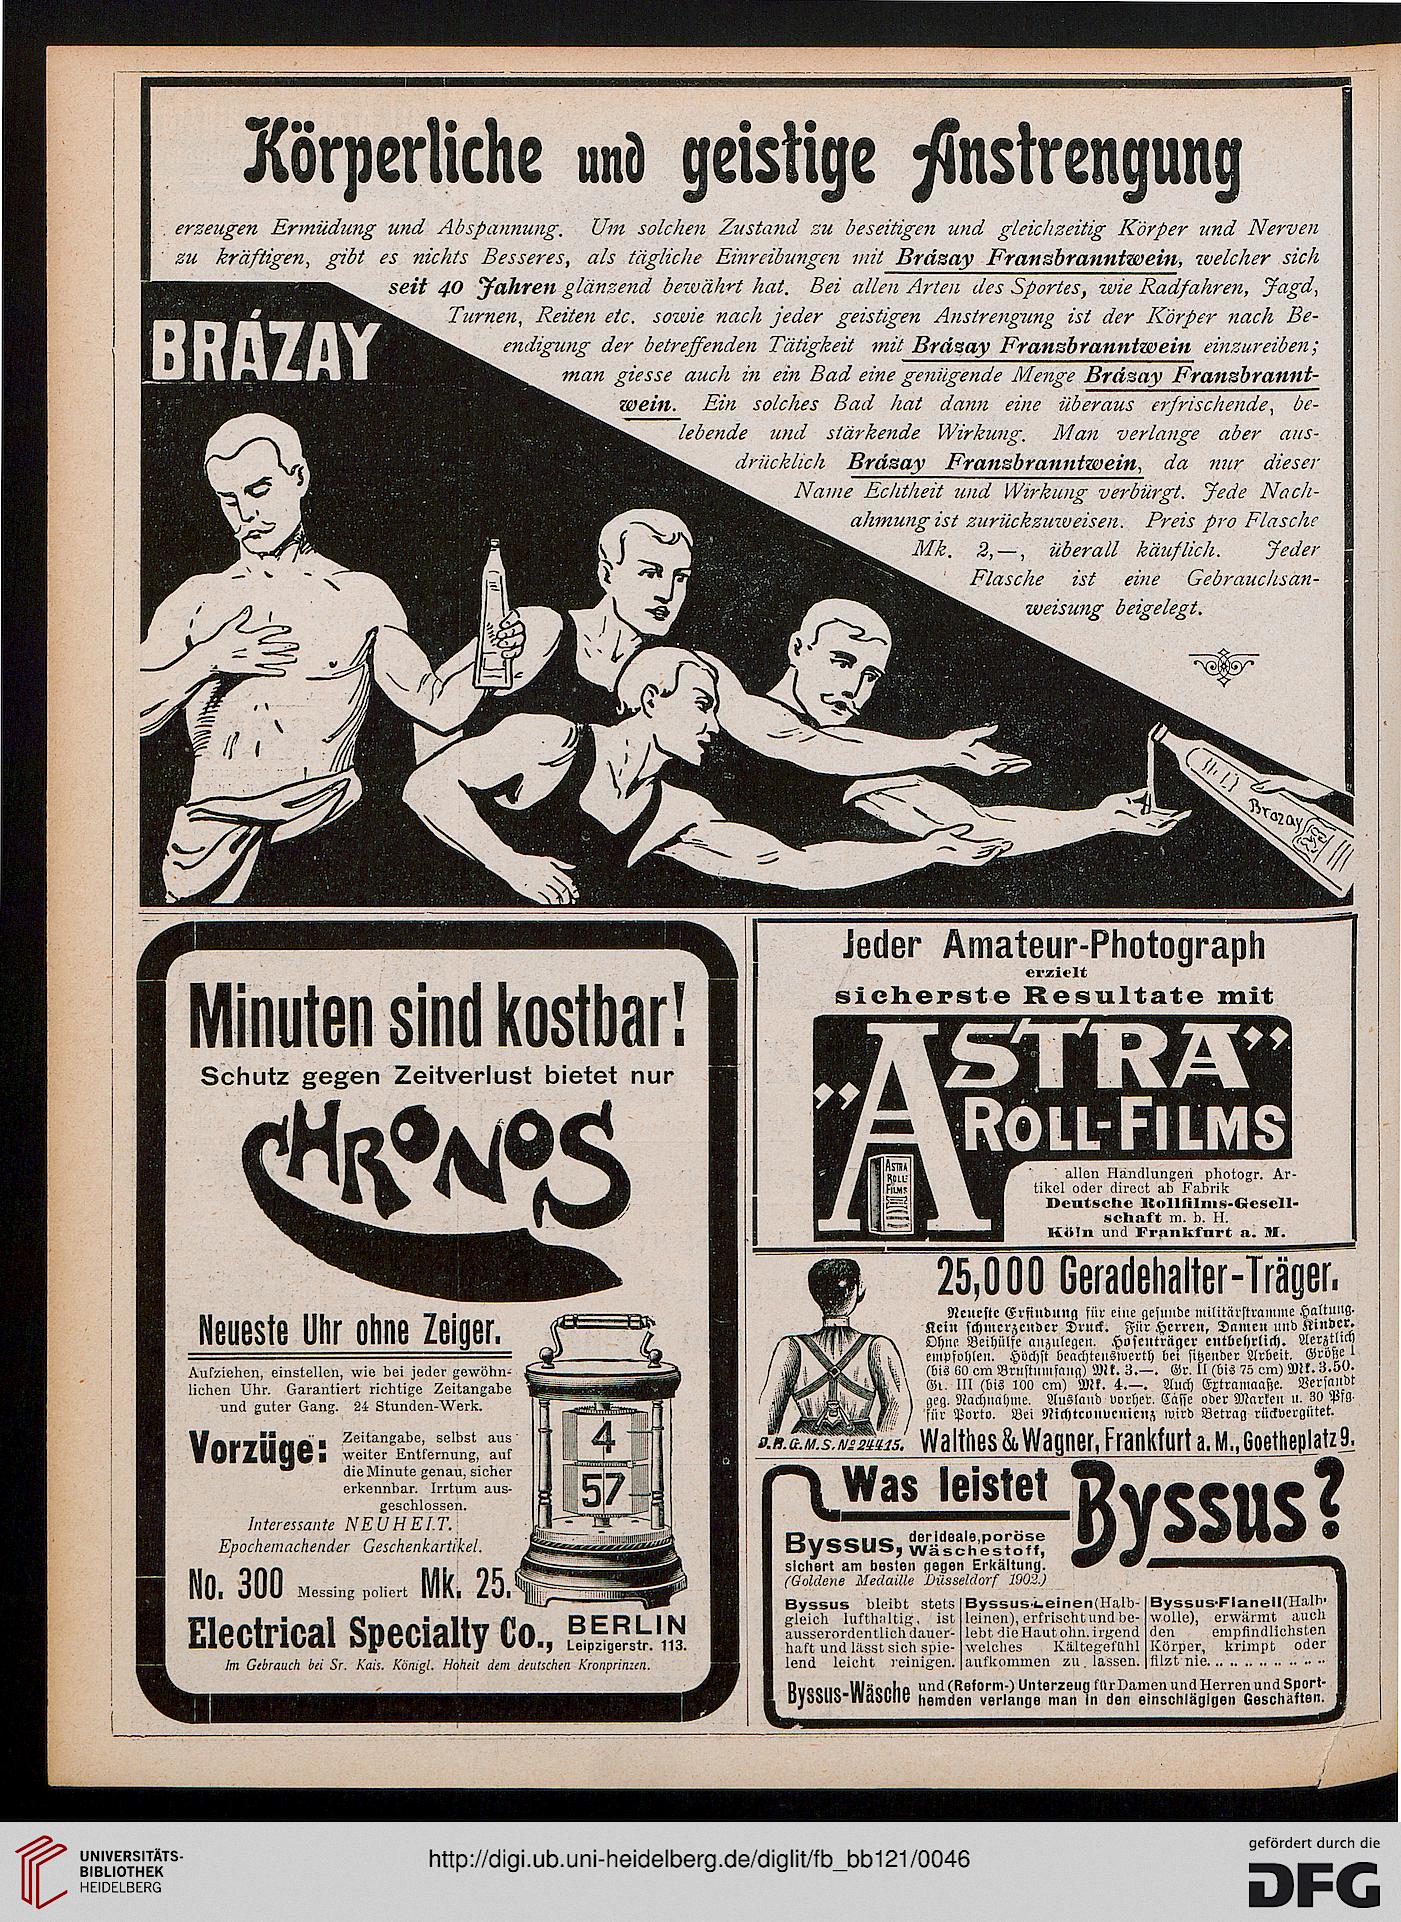 Körperliche und geistige Anstrengung
erzeugen Ermüdung und Abspannung. Um solchen Zustand zu beseitigen und gleichzeitig Körper und Nerven
zu kräftigen, gibt es nichts Besseres, als tägliche Einreibungen mit Brázay Franzbranntwein, welcher sich
seit 40 Jahren glänzend bewährt hat. Bei allen Arten des Sportes, wie Radfahren, Jagd,
Turnen, Reiten etc. sowie nach jeder geistigen Anstrengung ist der Körper nach Be-
endigung der betreffenden Tätigkeit mit Brázay Franzbranntwein einzureiben;
man giesse auch in ein Bad eine genügende Menge Brázay Franzbrannt-
wein. Ein solches Bad hat dann eine überaus erfrischende, be-
lebende und stärkende Wirkung. Man verlange aber aus-
drücklich Brázay Franzbranntwein, da nur dieser
Name Echtheit und Wirkung verbürgt. Jede Nach-
ahmung ist zurückzuweisen. Preis pro Flasche
Mk. 2,—, überall käuflich. Jeder
Flasche ist eine Gebrauchsan-
weisung beigelegt.
BRÁZAY
Brazay
Minuten sind kostbar!
Schutz gegen Zeitverlust bietet nur
CHRONOS
Neueste Uhr ohne Zeiger.
Aufziehen, einstellen, wie bei jeder gewöhn-
lichen Uhr. Garantiert richtige Zeitangabe
und guter Gang. 24 Stunden-Werk.
Vorzüge: Zeitangabe, selbst aus
weiter Entfernung, auf
die Minute genau, sicher
erkennbar. Irrtum aus-
geschlossen.
Interessante NEUHEIT.
Epochemachender Geschenkartikel.
4
57
No. 300 Messing poliert Mk. 25.
Electrical Specialty Co., BERLIN
Leipzigerstr. 113.
Im Gebrauch bei Sr. Kais. Königl. Hoheit dem deutschen Kronprinzen.
Jeder Amateur-Photograph
erzielt
sicherste Resultate mit
„ASTRA”
ROLL-FILMS
ASTRA
ROLL-
FILMS
allen Handlungen photogr. Ar-
tikel oder direct ab Fabrik
Deutsche Rollfilms-Gesell-
schaft m. b. H.
Köln und Frankfurt a. M.
25,000 Geradehalter-Träger.
Neueste Erfindung für eine gesunde militärstramme Haltung.
Kein schmerzender Druck. Für Herren, Damen und Kinder.
Ohne Beihülfe anzulegen. Hosenträger entbehrlich. Aerztlich
empfohlen. Höchst beachtenswerth bei sitzender Arbeit. Größe I
(bis 60 cm Brustumfang) Mk. 3.—. Gr. II (bis 75 cm) Mk. 3.50.
Gr. III (bis 100 cm) Mk. 4.—. Auch Extramaaße. Versandt
geg. Nachnahme. Ausland vorher. Cässe oder Marken u. 30 Pfg.
für Porto. Bei Nichtconvenienz wird Betrag rückvergütet.
D.R.G.M.S. No 24415.
Walthes & Wagner, Frankfurt a. M., Goetheplatz 9.
Was leistet Byssus?
Byssus, der ideale, poröse
Wäschestoff,
sichert am besten gegen Erkältung.
(Goldene Medaille Düsseldorf 1902.)
Byssus bleibt stets
gleich lufthaltig, ist
ausserordentlich dauer-
haft und lässt sich spie-
lend leicht reinigen.
Byssus-Leinen (Halb-
leinen), erfrischt und be-
lebt die Haut ohn. irgend
welches Kältegefühl
aufkommen zu lassen.
Byssus-Flanell (Halb-
wolle), erwärmt auch
den empfindlichsten
Körper, krimpt oder
filzt nie.
Byssus-Wäsche und (Reform-) Unterzeug für Damen und Herren und Sport-
hemden verlange man in den einschlägigen Geschäften.
UNIVERSITÄTS-
BIBLIOTHEK
HEIDELBERG
http://digi.ub.uni-heidelberg.de/diglit/fb_bb121/0046
gefördert durch die
DFG